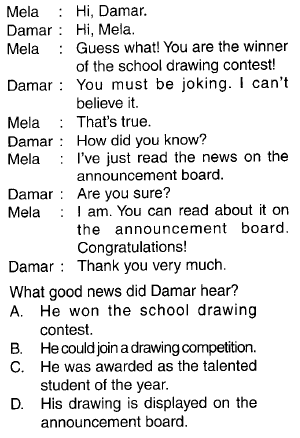 Mela : Hi, Damar.
Damar : Hi, Mela.
Mela : Guess what! You are the winner
of the school drawing contest!
Damar : You must be joking. I can't
believe it.
Mela : That's true.
Damar : How did you know?
Mela : I've just read the news on the
announcement board.
Damar : Are you sure?
Mela : I am. You can read about it on
the announcement board.
Congratulations!
Damar : Thank you very much.
What good news did Damar hear?
A. He won the school drawing
contest.
B. He could join a drawing competition.
C. He was awarded as the talented
student of the year.
D. His drawing is displayed on the
announcement board.